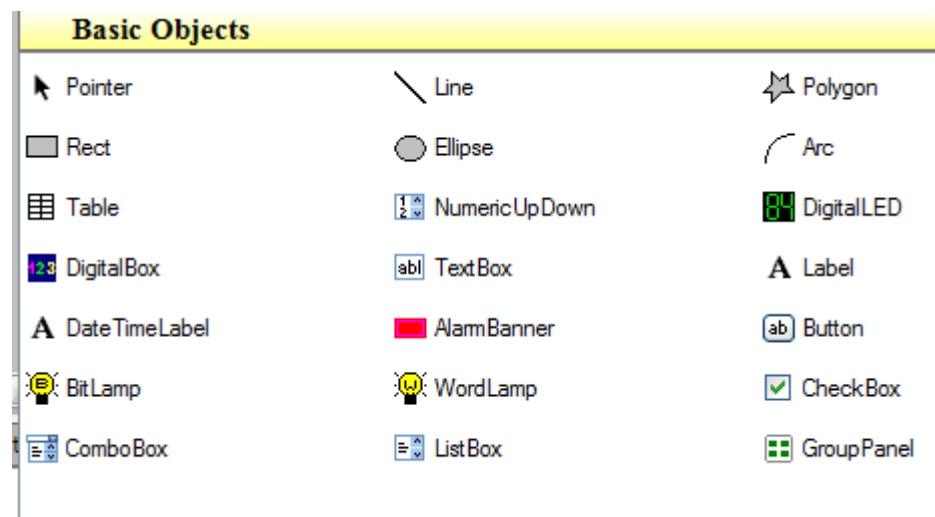 Basic Objects
Pointer Line Polygon
Rect Ellipse Arc
Table NumericUpDown DigitalLED
DigitalBox TextBox Label
DateTimeLabel AlarmBanner Button
BitLamp WordLamp CheckBox
ComboBox ListBox GroupPanel